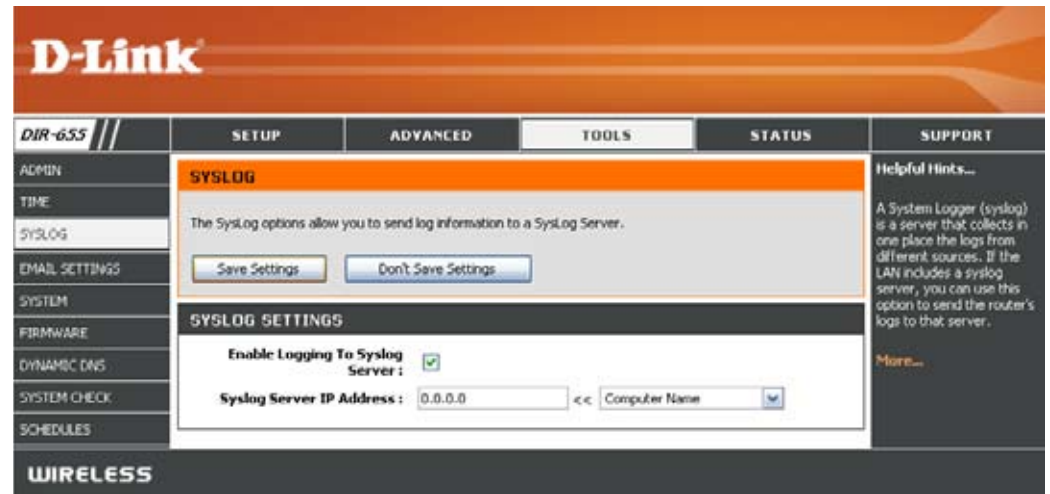 D-Link
DIR-655
SETUP
ADVANCED
TOOLS
STATUS
SUPPORT
ADMIN
TIME
SYSLOG
EMAIL SETTINGS
SYSTEM
FIRMWARE
DYNAMIC DNS
SYSTEM CHECK
SCHEDULES
SYSLOG
The SysLog options allow you to send log information to a SysLog Server.
Save Settings
Don't Save Settings
SYSLOG SETTINGS
Enable Logging To Syslog
Server :
Syslog Server IP Address :
0.0.0.0
<<
Computer Name
Helpful Hints...
A System Logger (syslog)
is a server that collects in
one place the logs from
different sources. If the
LAN includes a syslog
server, you can use this
option to send the router's
logs to that server.
More...
WIRELESS